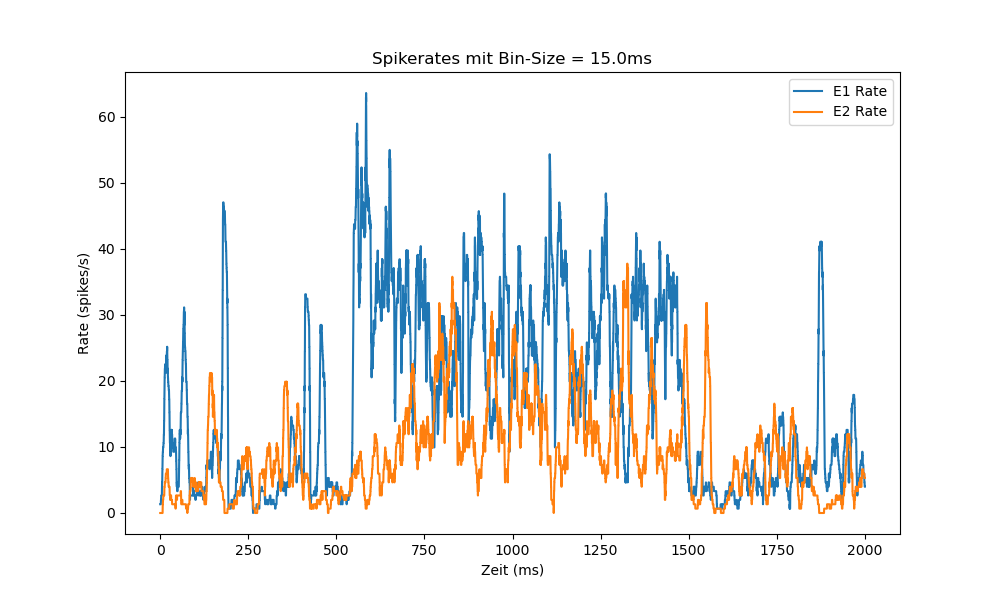 Spikerates mit Bin-Size = 15.0ms
E1 Rate
E2 Rate
Rate (spikes/s)
60
50
40
30
20
10
0
0 250 500 750 1000 1250 1500 1750 2000
Zeit (ms)